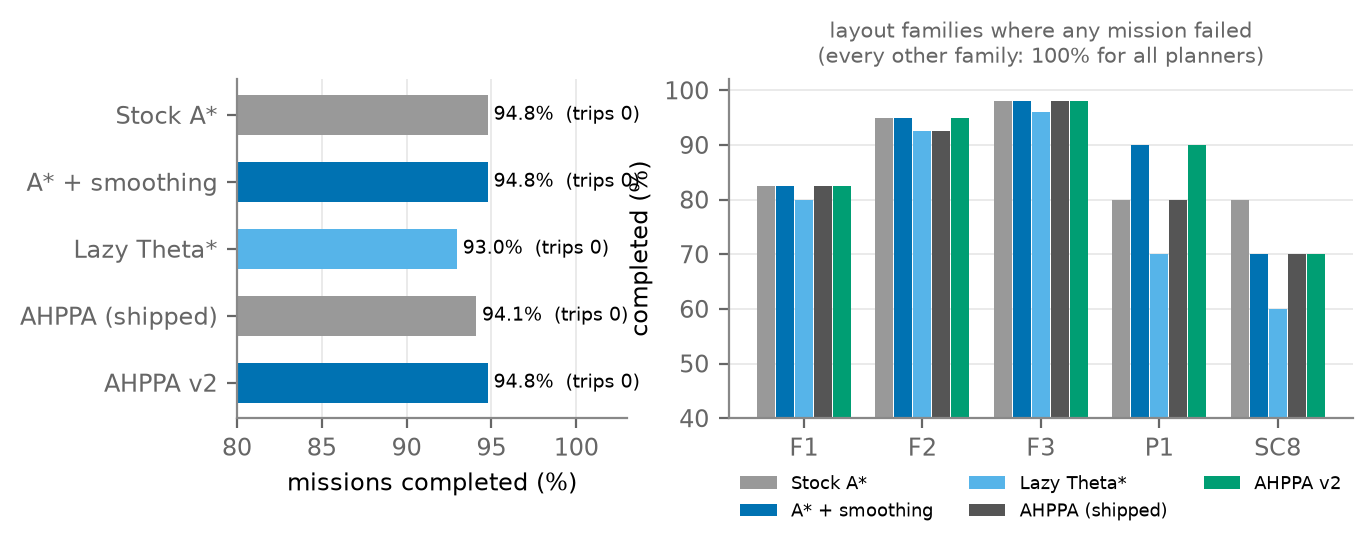 layout families where any mission failed
(every other family: 100% for all planners)
Stock A*
94.8%  (trips 0)
A* + smoothing
94.8%  (trips 0)
Lazy Theta*
93.0%  (trips 0)
AHPPA (shipped)
94.1%  (trips 0)
AHPPA v2
94.8%  (trips 0)
80 85 90 95 100
missions completed (%)
completed (%)
100
90
80
70
60
50
40
F1 F2 F3 P1 SC8
Stock A* Lazy Theta* AHPPA v2
A* + smoothing AHPPA (shipped)